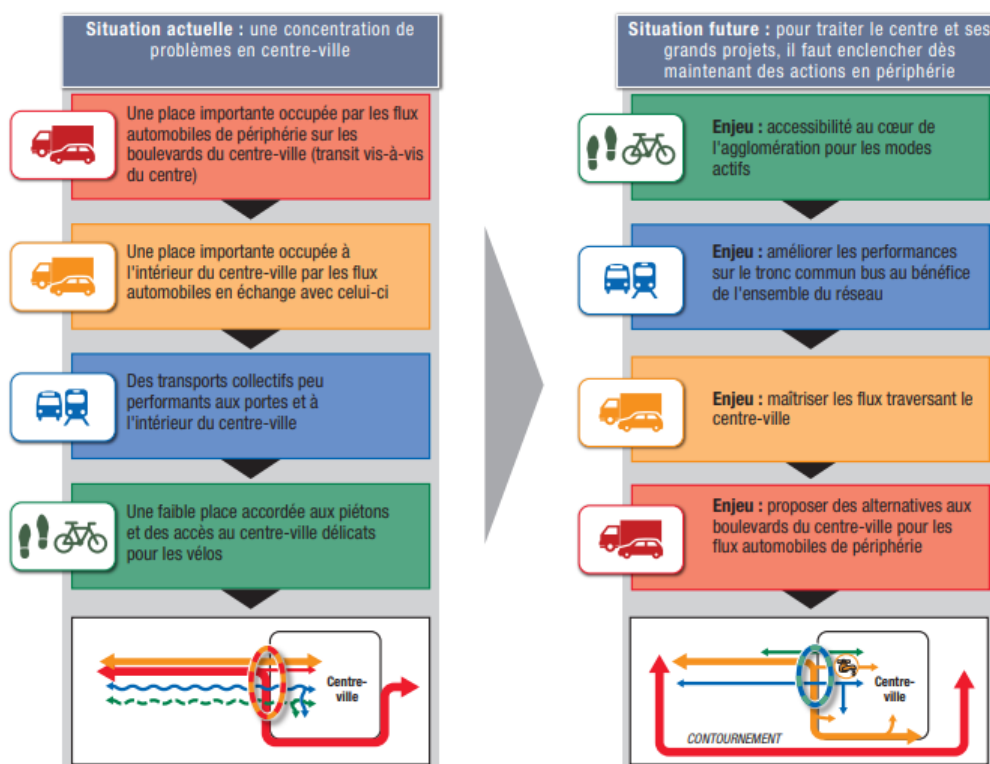 Situation actuelle : une concentration de
problèmes en centre-ville
Une place importante occupée par les flux
automobiles de périphérie sur les
boulevards du centre-ville (transit vis-à-vis
du centre)
Une place importante occupée à
l'intérieur du centre-ville par les flux
automobiles en échange avec celui-ci
Des transports collectifs peu
performants aux portes et à
l'intérieur du centre-ville
Une faible place accordée aux piétons
et des accès au centre-ville délicats
pour les vélos
Centre-
ville
Situation future : pour traiter le centre et ses
grands projets, il faut enclencher dès
maintenant des actions en périphérie
Enjeu : accessibilité au cœur de
l'agglomération pour les modes
actifs
Enjeu : améliorer les performances
sur le tronc commun bus au bénéfice
de l'ensemble du réseau
Enjeu : maîtriser les flux traversant le
centre-ville
Enjeu : proposer des alternatives aux
boulevards du centre-ville pour les
flux automobiles de périphérie
Centre-
ville
CONTOURNEMENT